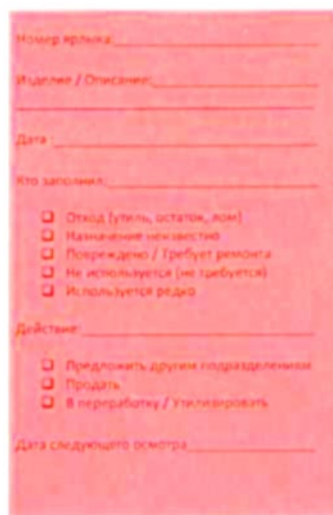 Номер ярлыка:
Изделие / Описание:
Дата :
Кто заполнил:
❑ Отход (утиль, остаток, лом)
❑ Назначение неизвестно
❑ Повреждено / Требует ремонта
❑ Не используется (не требуется)
❑ Используется редко
Действие:
❑ Предложить другим подразделениям
❑ Продать
❑ В переработку / Утилизировать
Дата следующего осмотра